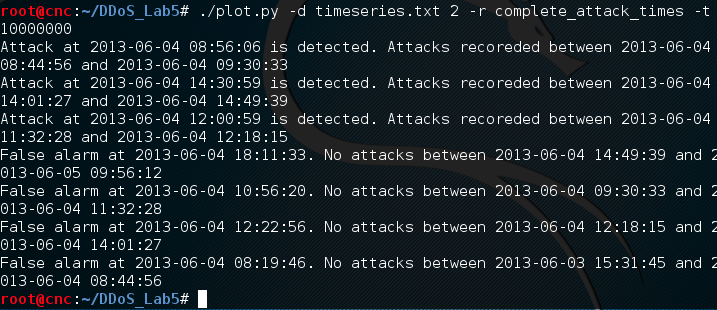 root@cnc:~/DDoS_Lab5# ./plot.py -d timeseries.txt 2 -r complete_attack_times -t
10000000
Attack at 2013-06-04 08:56:06 is detected. Attacks recoreded between 2013-06-04
08:44:56 and 2013-06-04 09:30:33
Attack at 2013-06-04 14:30:59 is detected. Attacks recoreded between 2013-06-04
14:01:27 and 2013-06-04 14:49:39
Attack at 2013-06-04 12:00:59 is detected. Attacks recoreded between 2013-06-04
11:32:28 and 2013-06-04 12:18:15
False alarm at 2013-06-04 18:11:33. No attacks between 2013-06-04 14:49:39 and 2
013-06-05 09:56:12
False alarm at 2013-06-04 10:56:20. No attacks between 2013-06-04 09:30:33 and 2
013-06-04 11:32:28
False alarm at 2013-06-04 12:22:56. No attacks between 2013-06-04 12:18:15 and 2
013-06-04 14:01:27
False alarm at 2013-06-04 08:19:46. No attacks between 2013-06-03 15:31:45 and 2
013-06-04 08:44:56
root@cnc:~/DDoS_Lab5#